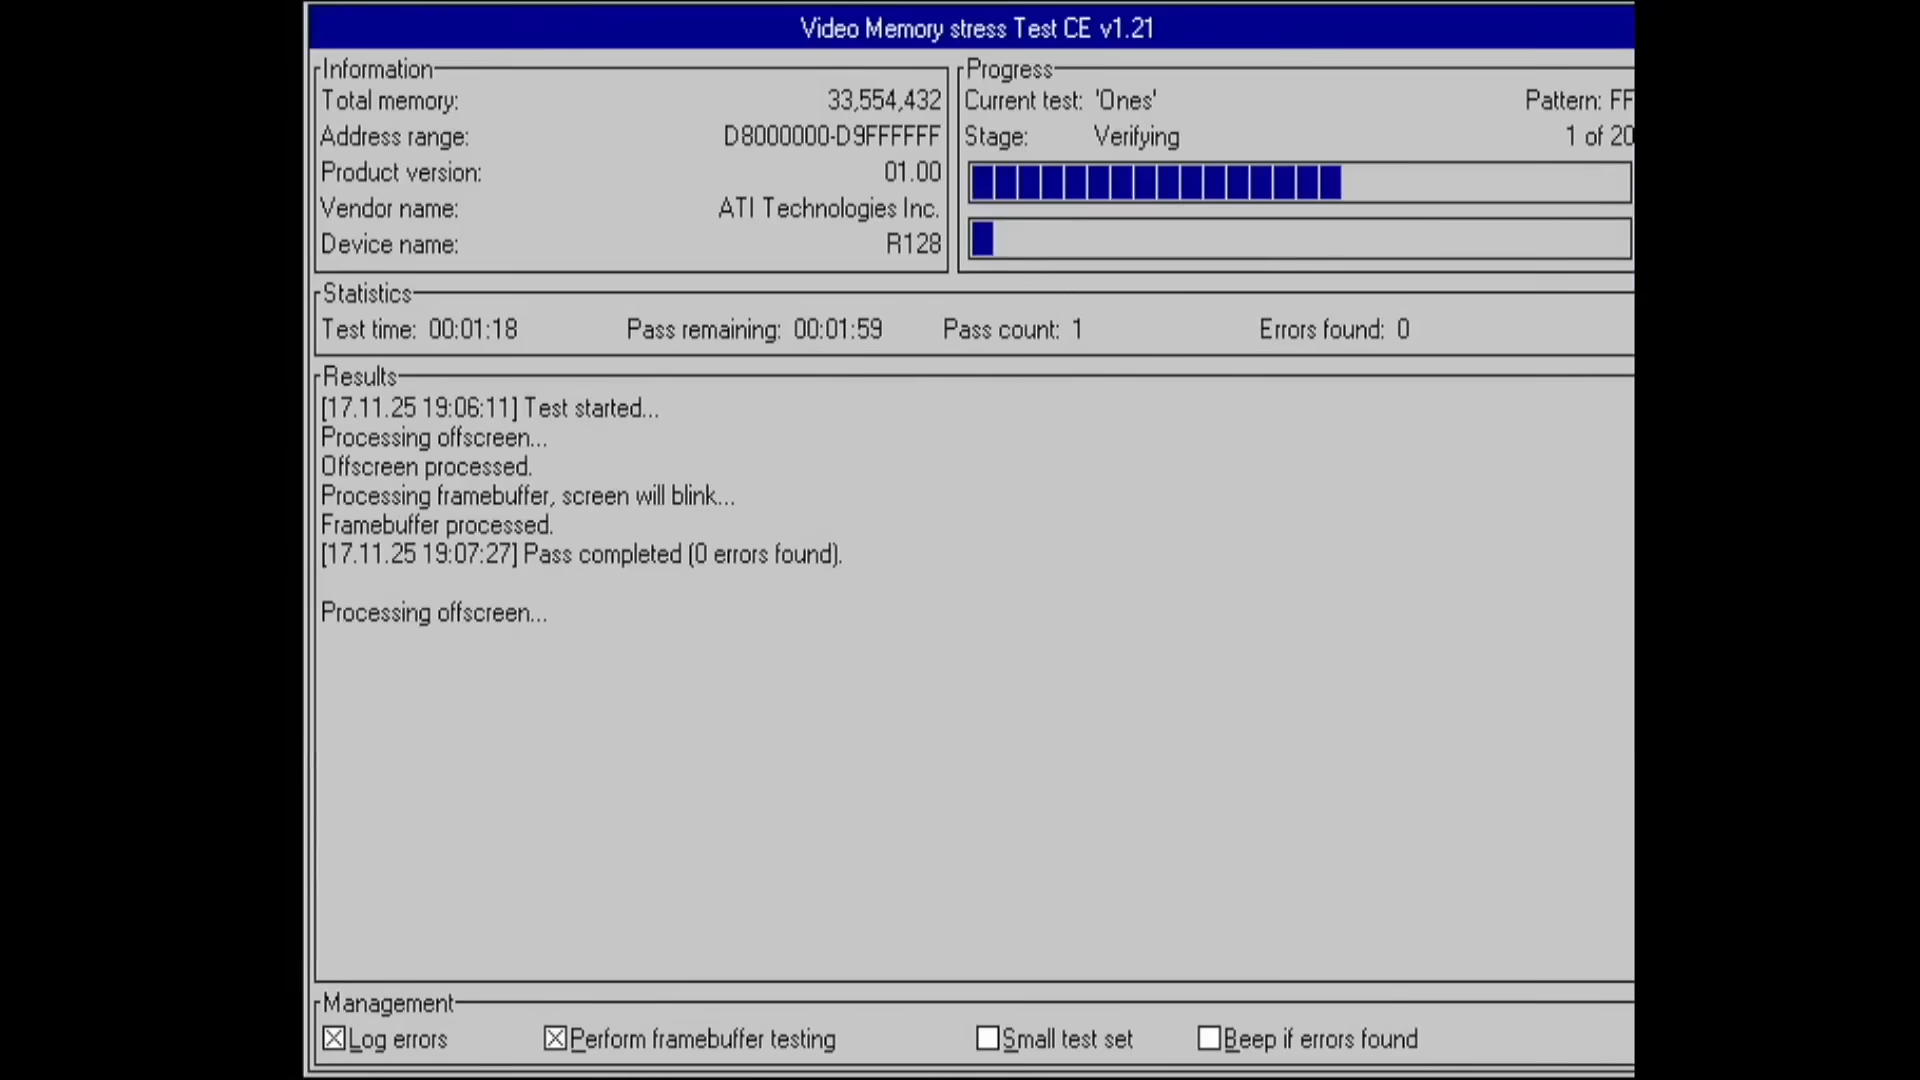 Video Memory stress Test CE v1.21
Information
Total memory: 33,554,432
Address range: D8000000-D9FFFFFF
Product version: 01.00
Vendor name: ATI Technologies Inc.
Device name: R128
Progress
Current test: 'Ones' Pattern: FF
Stage: Verifying 1 of 20
Statistics
Test time: 00:01:18 Pass remaining: 00:01:59 Pass count: 1 Errors found: 0
Results
[17.11.25 19:06:11] Test started...
Processing offscreen...
Offscreen processed.
Processing framebuffer, screen will blink...
Framebuffer processed.
[17.11.25 19:07:27] Pass completed (0 errors found).
Processing offscreen...
Management
Log errors Perform framebuffer testing Small test set Beep if errors found